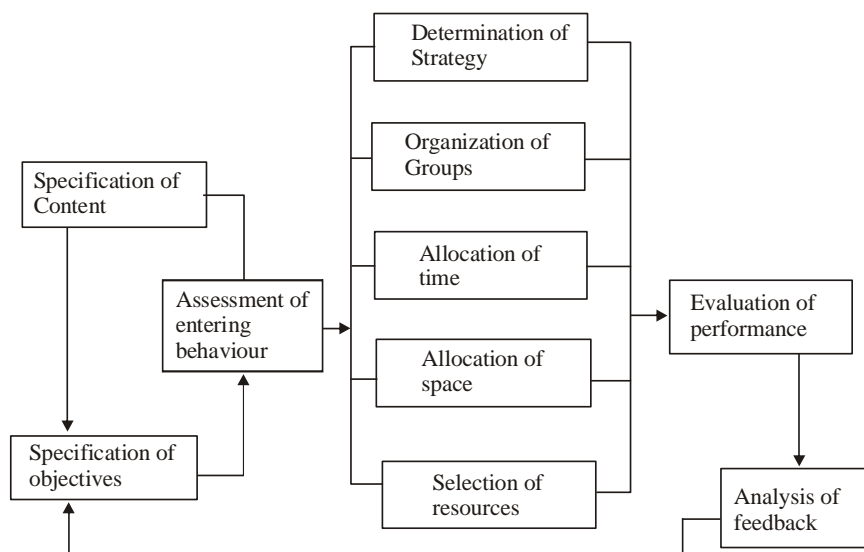 Determination of
Strategy
Organization of
Groups
Specification of
Content
Allocation of
time
Assessment of
entering
behaviour
Evaluation of
performance
Allocation of
space
Specification of
objectives
Selection of
resources
Analysis of
feedback